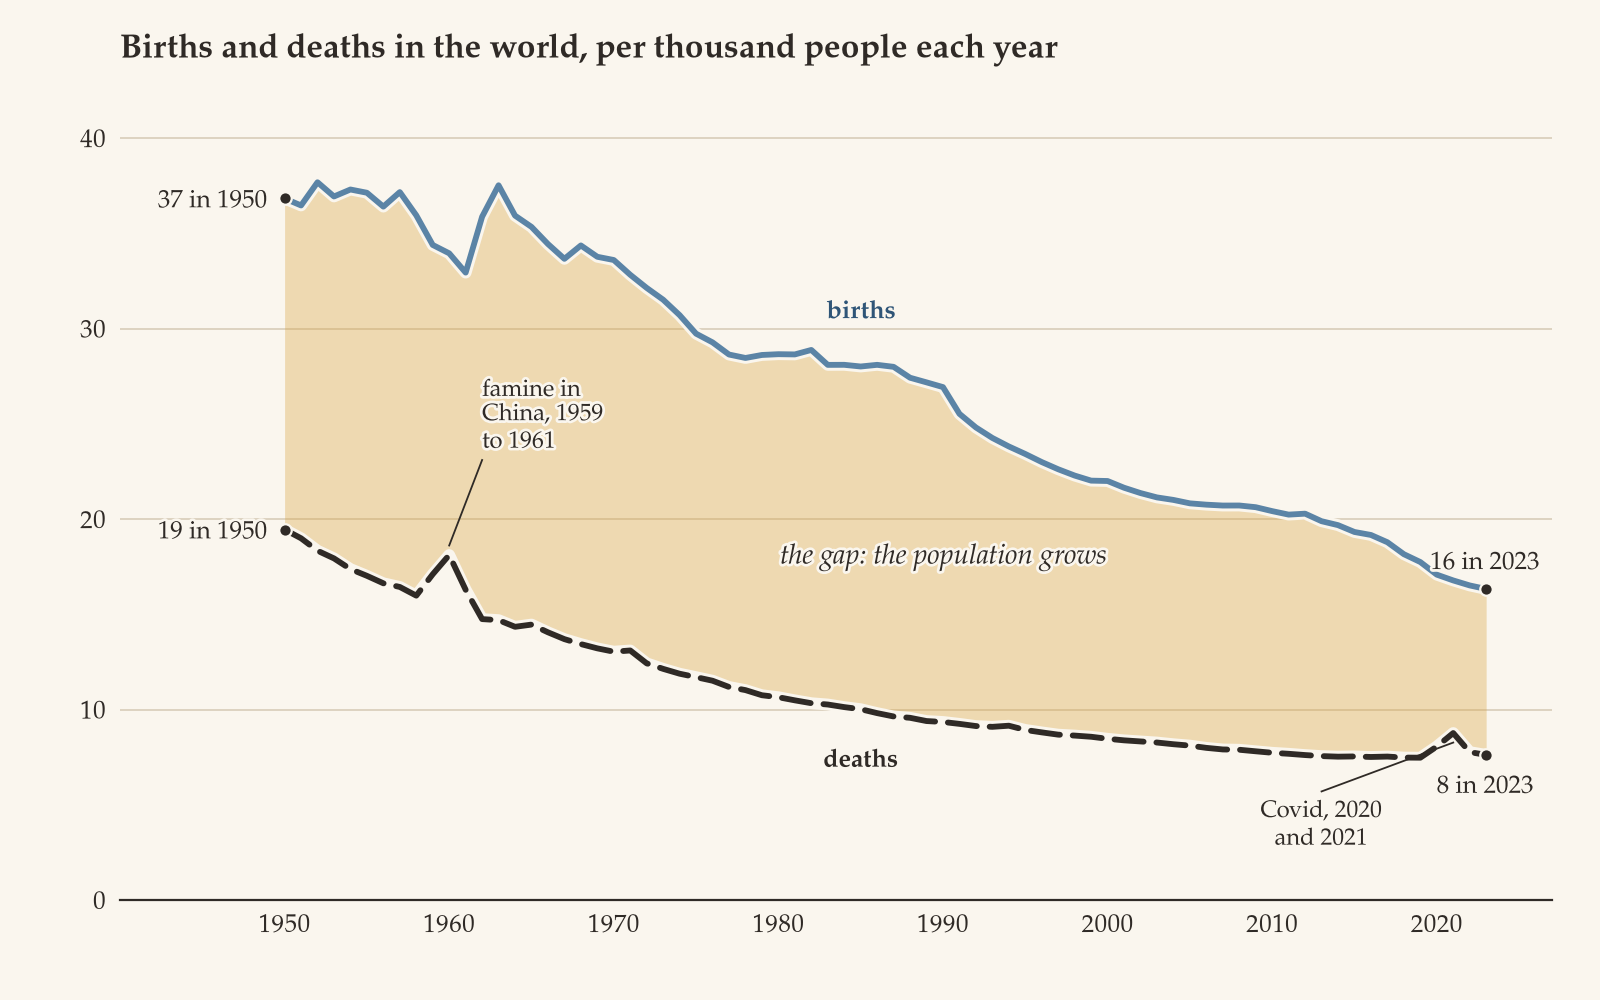 Births and deaths in the world, per thousand people each year
40
37 in 1950
births
30
famine in
China, 1959
to 1961
20
19 in 1950
the gap: the population grows
16 in 2023
10
deaths
8 in 2023
Covid, 2020
and 2021
0
1950 1960 1970 1980 1990 2000 2010 2020